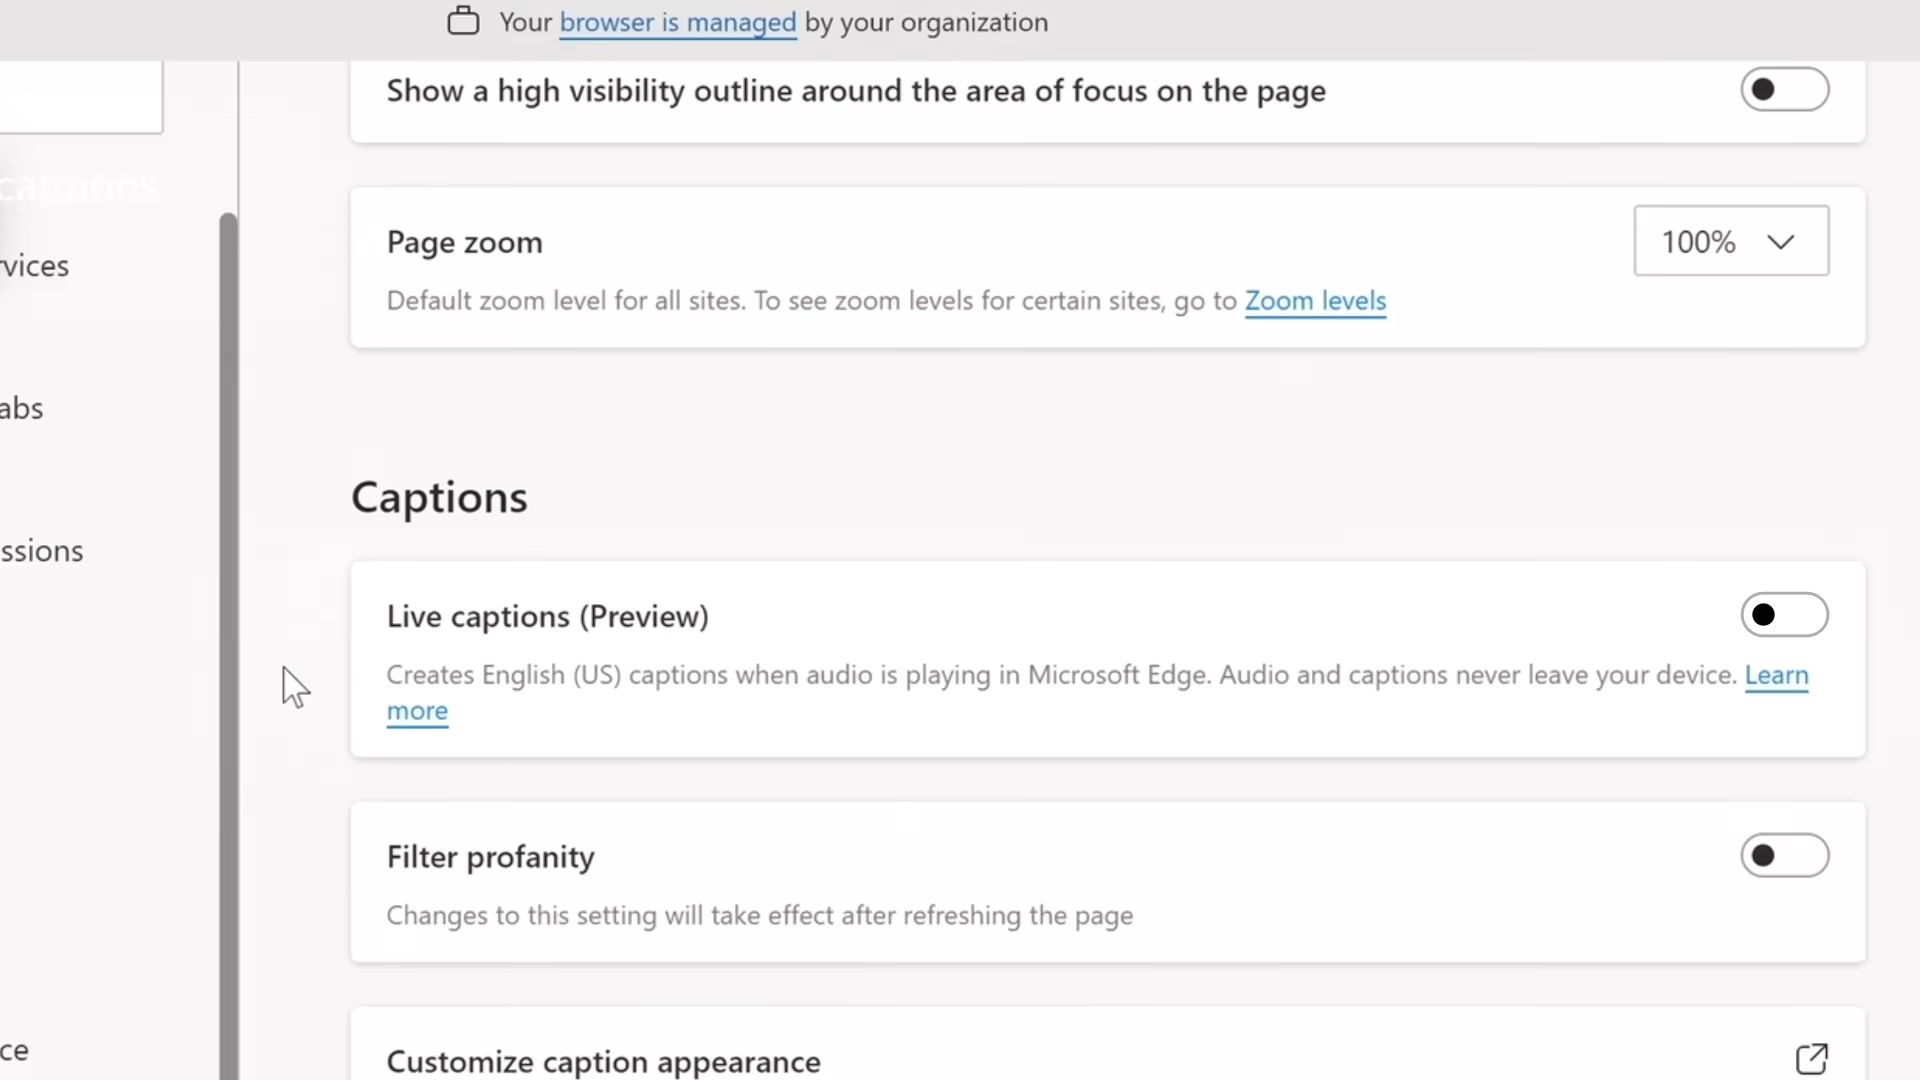 Your browser is managed by your organization
Show a high visibility outline around the area of focus on the page
Page zoom
100%
Default zoom level for all sites. To see zoom levels for certain sites, go to Zoom levels
Captions
Live captions (Preview)
Creates English (US) captions when audio is playing in Microsoft Edge. Audio and captions never leave your device. Learn
more
Filter profanity
Changes to this setting will take effect after refreshing the page
Customize caption appearance
rvices
abs
ssions
ce